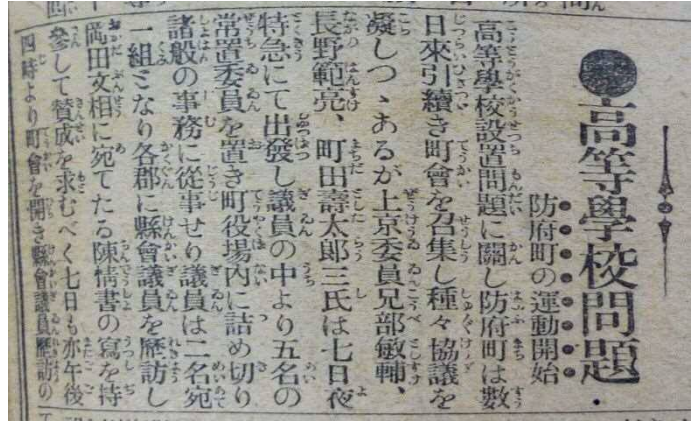 ●高等學校問題.
防府町の運動開始
高等學校設置問題に關し防府町は數
日來引續き町會を召集し種々協議を
凝しつゝあるが上京委員兄部敏輔、
長野範亮、町田壽太郎三氏は七日夜
特急にて出發し議員の中より五名の
常置委員を置き町役場内に詰め切り
諸般の事務に從事せり議員は二名宛
一組となり各郡に縣會議員を歷訪し
岡田文相に宛てたる陳情書の寫を持
參して賛成を求むべく七日も亦午後
四時より町會を開き縣會議員歷訪の